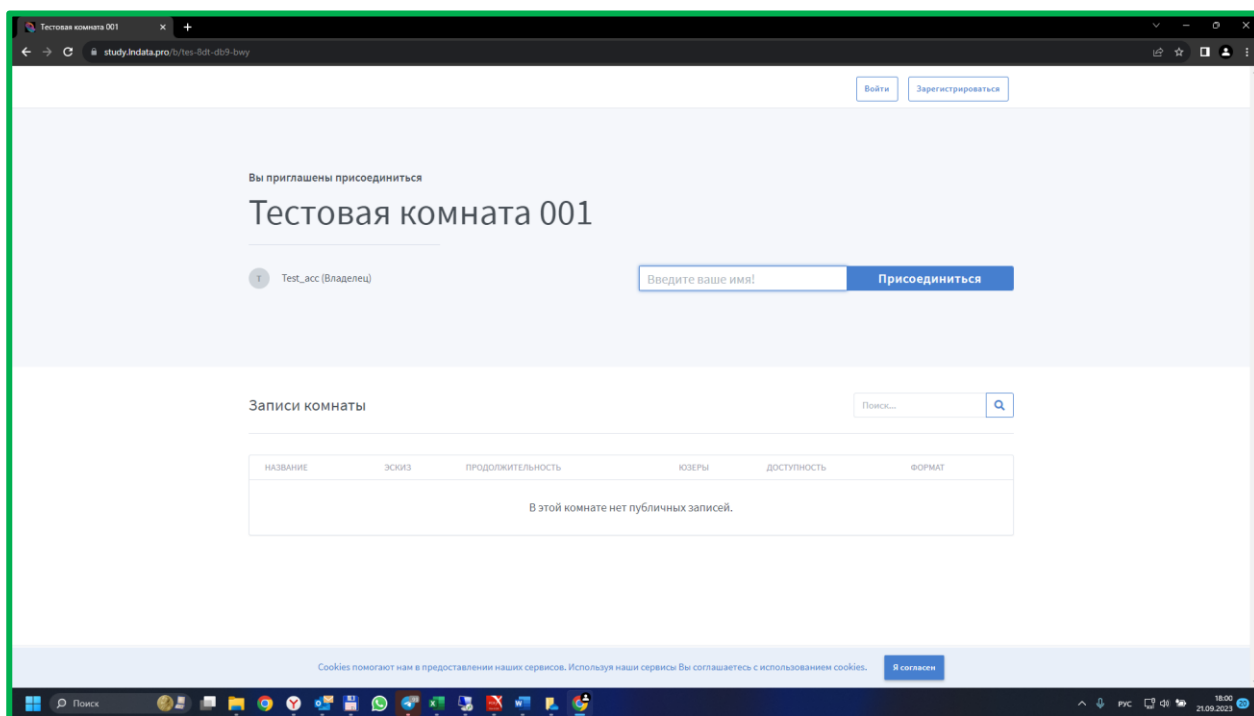 Тестовая комната 001
study.lndata.pro/b/tes-8dt-db9-bwy
Войти Зарегистрироваться
Вы приглашены присоединиться
Тестовая комната 001
T Test_acc (Владелец) Введите ваше имя! Присоединиться
Записи комнаты Поиск...
НАЗВАНИЕ ЭСКИЗ ПРОДОЛЖИТЕЛЬНОСТЬ ЮЗЕРЫ ДОСТУПНОСТЬ ФОРМАТ
В этой комнате нет публичных записей.
Cookies помогают нам в предоставлении наших сервисов. Используя наши сервисы Вы соглашаетесь с использованием cookies. Я согласен
Поиск РУС 18:00
21.09.2023 20